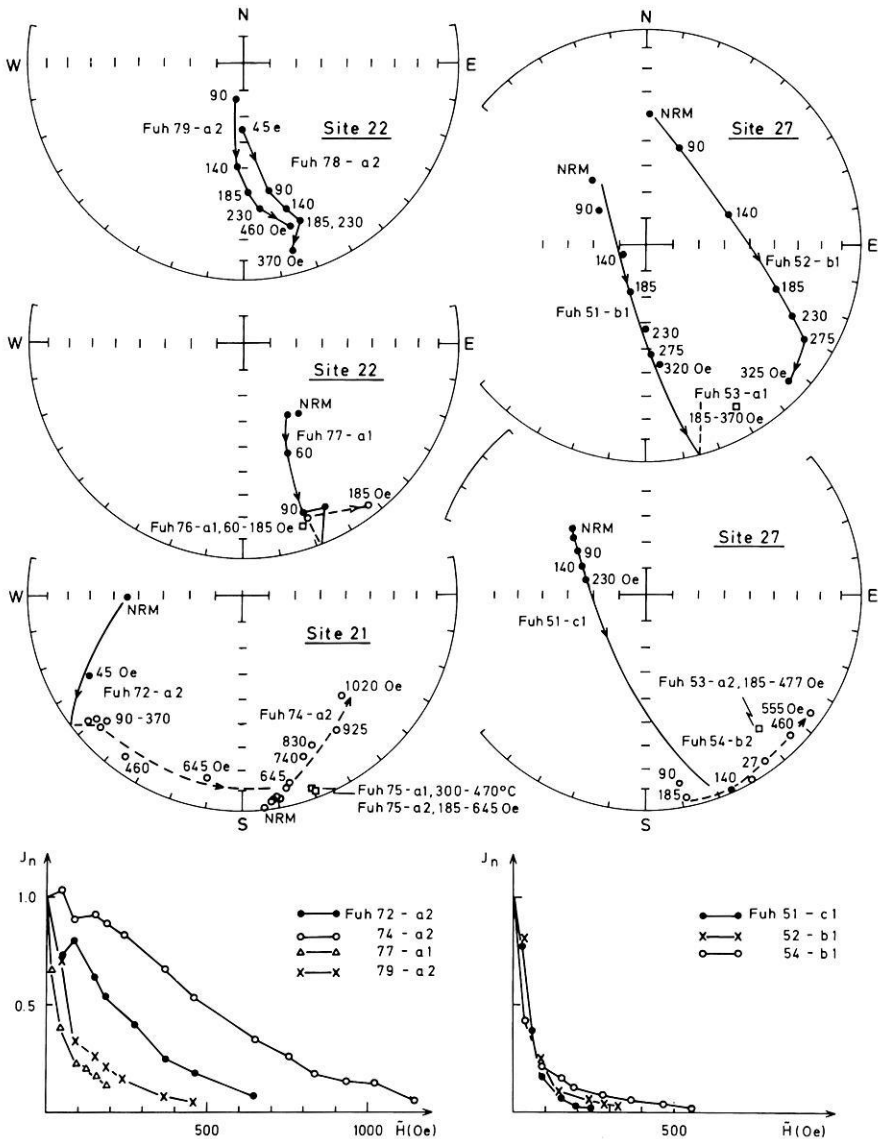 N
W
E
90
45 e
Fuh 79-a2
Site 22
140
Fuh 78-a2
90
185
140
230
185, 230
460 Oe
370 Oe
W
E
Site 22
NRM
Fuh 77-a1
60
185 Oe
90
Fuh 76-a1, 60-185 Oe
W
E
NRM
Site 21
45 Oe
Fuh 72-a2
1020 Oe
Fuh 74-a2
90 - 370
925
830
740
460
645 Oe
645
Fuh 75-a1, 300-470°C
Fuh 75-a2, 185-645 Oe
NRM
S
N
Site 27
NRM
90
NRM
90
140
140
E
Fuh 52-b1
185
185
Fuh 51-b1
230
230
275
275
320 Oe
325 Oe
Fuh 53-a1
185-370 Oe
NRM
Site 27
90
140
230 Oe
E
Fuh 51-c1
Fuh 53-a2, 185-477 Oe
555 Oe
460
Fuh 54-b2
27
90
140
185
S
Jn
1.0
0.5
Fuh 72 - a2
74 - a2
77 - a1
79 - a2
500
1000
H̃ (Oe)
Jn
Fuh 51 - c1
52 - b1
54 - b1
500
H̃ (Oe)